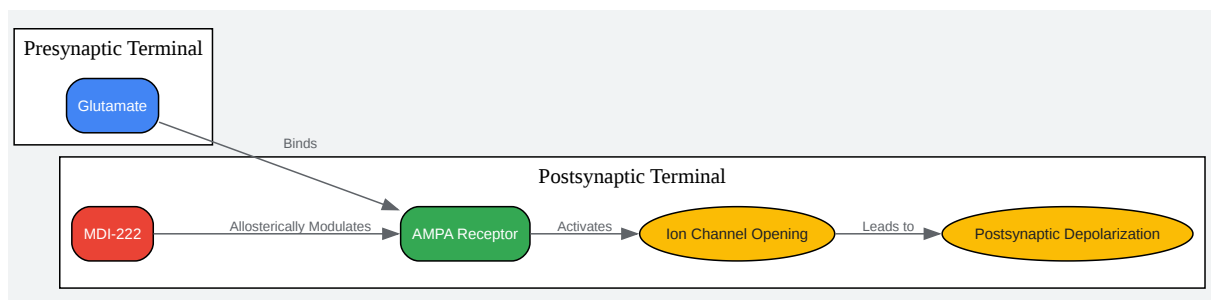 Presynaptic Terminal
Glutamate
Binds
Postsynaptic Terminal
MDI-222
Allosterically Modulates
AMPA Receptor
Activates
Ion Channel Opening
Leads to
Postsynaptic Depolarization